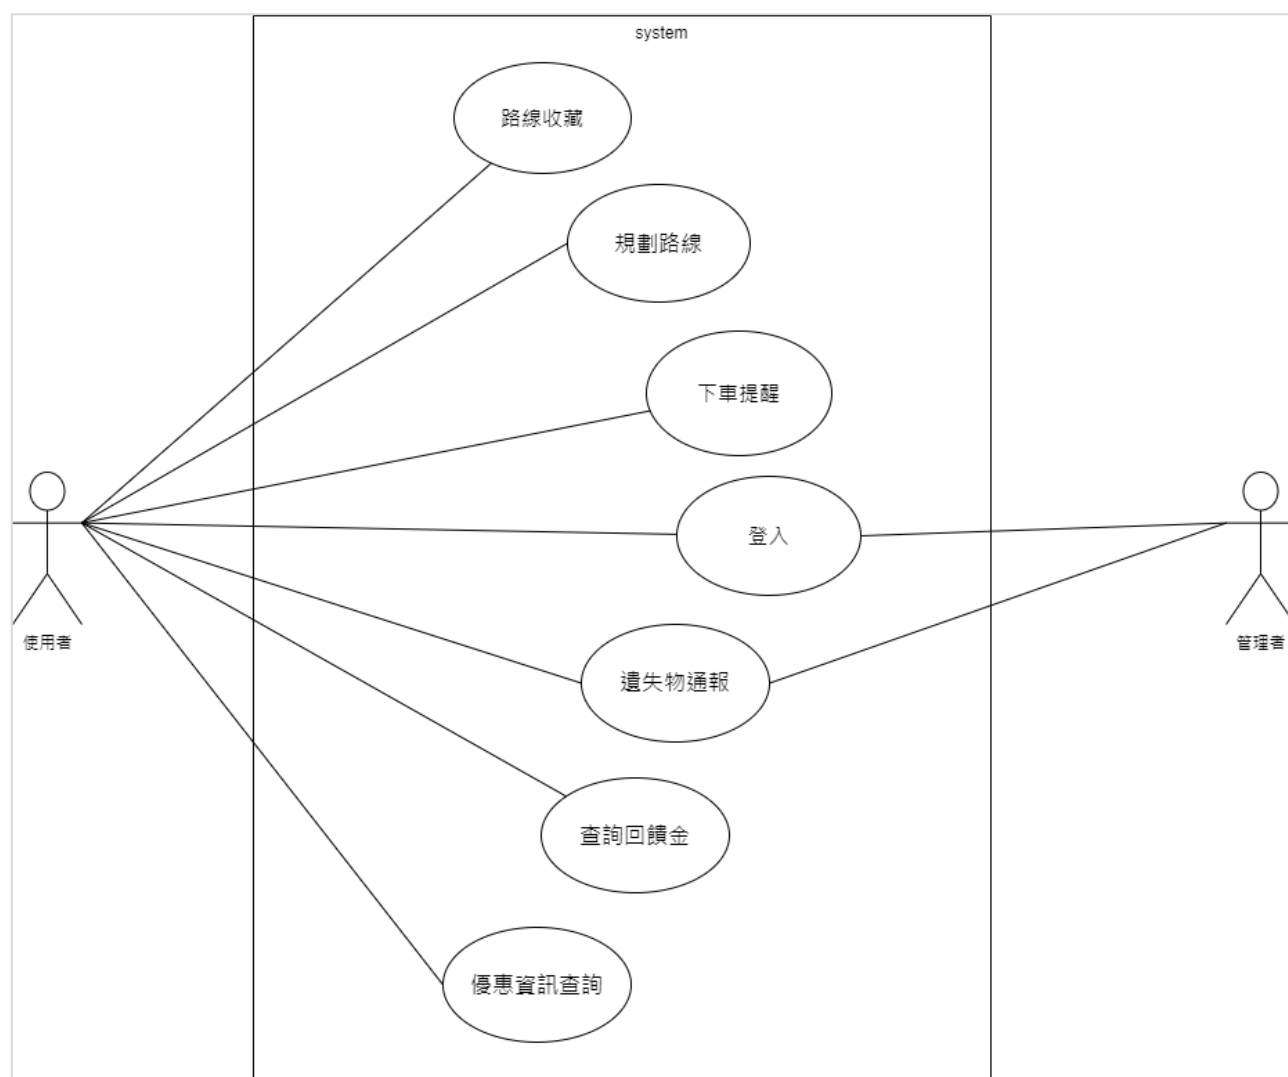 system
路線收藏
規劃路線
下車提醒
登入
使用者
管理者
遺失物通報
查詢回饋金
優惠資訊查詢